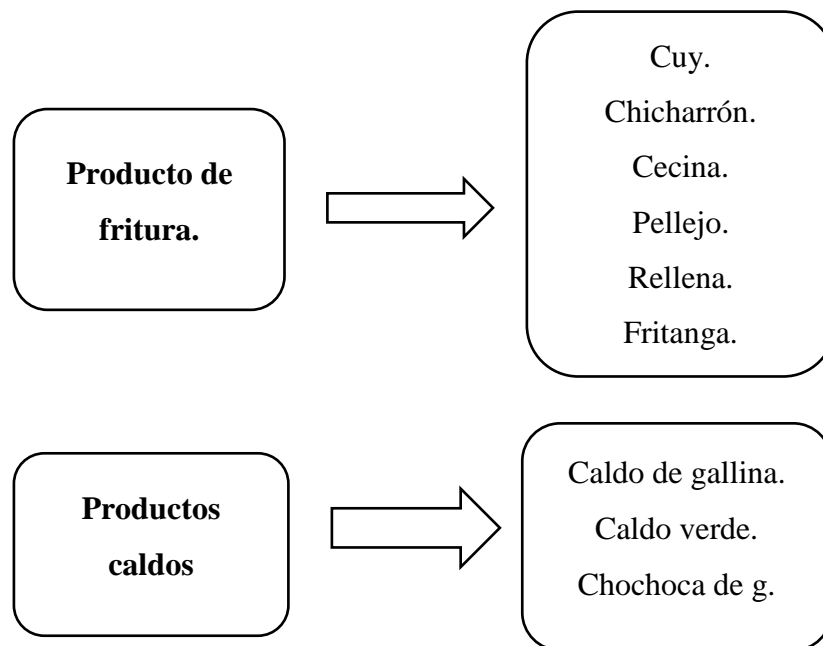 Producto de
fritura.
Cuy.
Chicharrón.
Cecina.
Pellejo.
Rellena.
Fritanga.
Productos
caldos
Caldo de gallina.
Caldo verde.
Chochoca de g.